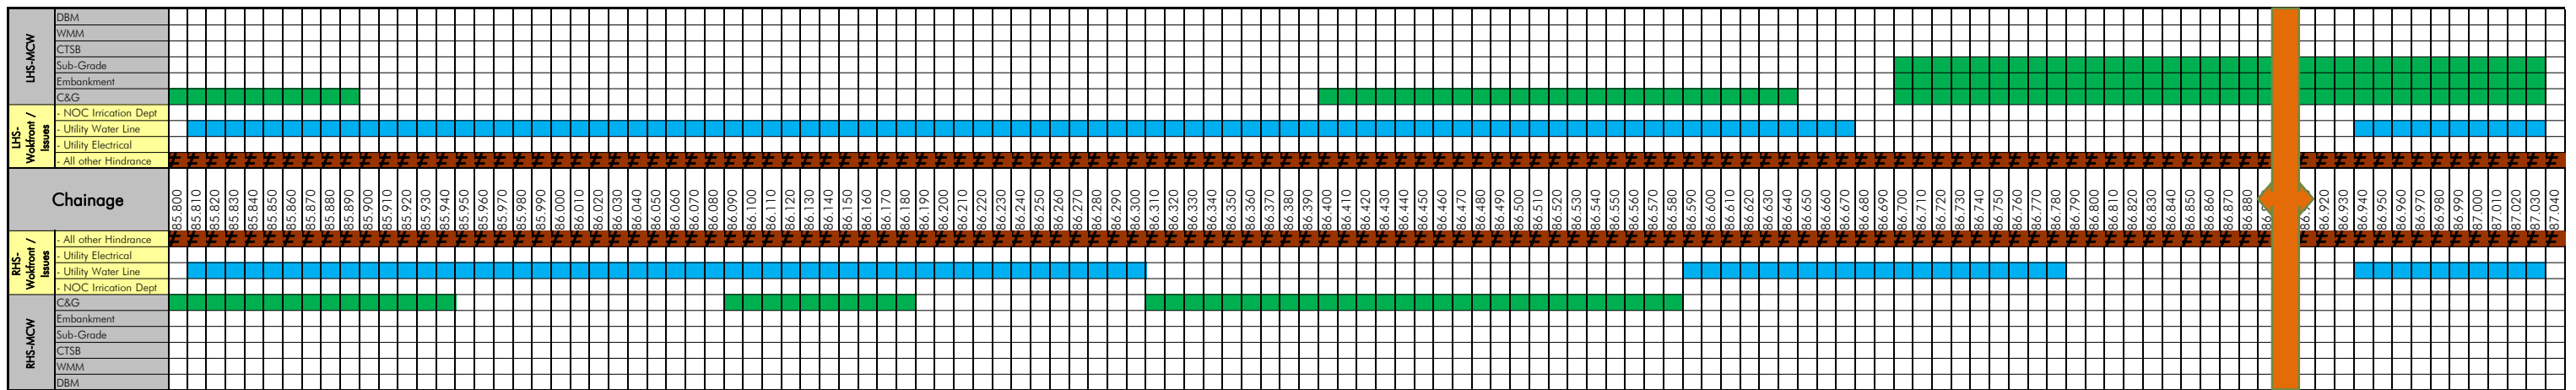 LHS-MCW
DBM
WMM
CTSB
Sub-Grade
Embankment
C&G
LHS-
Wokfront /
Issues
- NOC Irrication Dept
- Utility Water Line
- Utility Electrical
- All other Hindrance
Chainage
85.800 85.810 85.820 85.830 85.840 85.850 85.860 85.870 85.880 85.890 85.900 85.910 85.920 85.930 85.940 85.950 85.960 85.970 85.980 85.990 86.000 86.010 86.020 86.030 86.040 86.050 86.060 86.070 86.080 86.090 86.100 86.110 86.120 86.130 86.140 86.150 86.160 86.170 86.180 86.190 86.200 86.210 86.220 86.230 86.240 86.250 86.260 86.270 86.280 86.290 86.300 86.310 86.320 86.330 86.340 86.350 86.360 86.370 86.380 86.390 86.400 86.410 86.420 86.430 86.440 86.450 86.460 86.470 86.480 86.490 86.500 86.510 86.520 86.530 86.540 86.550 86.560 86.570 86.580 86.590 86.600 86.610 86.620 86.630 86.640 86.650 86.660 86.670 86.680 86.690 86.700 86.710 86.720 86.730 86.740 86.750 86.760 86.770 86.780 86.790 86.800 86.810 86.820 86.830 86.840 86.850 86.860 86.870 86.880 86.920 86.930 86.940 86.950 86.960 86.970 86.980 86.990 87.000 87.010 87.020 87.030 87.040
RHS-
Wokfront /
Issues
- All other Hindrance
- Utility Electrical
- Utility Water Line
- NOC Irrication Dept
RHS-MCW
C&G
Embankment
Sub-Grade
CTSB
WMM
DBM